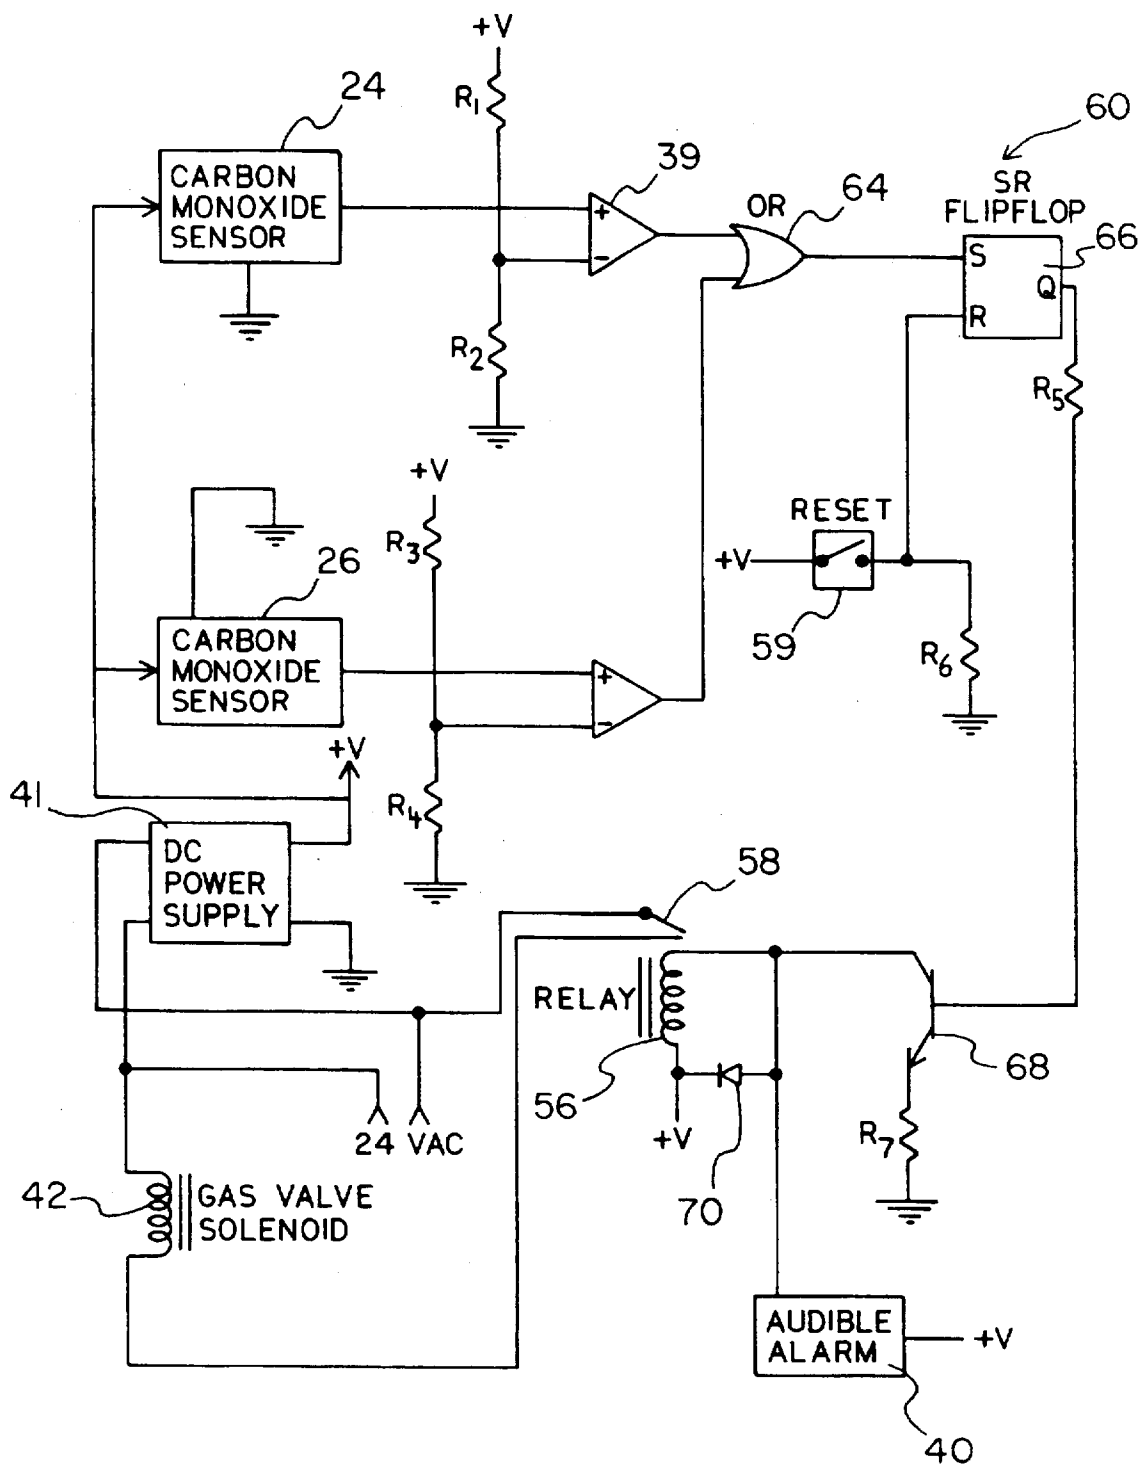 +V
R1
24
CARBON
MONOXIDE
SENSOR
39
+
-
R2
OR
64
60
SR
FLIPFLOP
66
S
Q
R
R5
+V
R3
26
CARBON
MONOXIDE
SENSOR
+
-
R4
RESET
+V
59
R6
+V
41
DC
POWER
SUPPLY
58
RELAY
56
+V
70
68
R7
24 VAC
42
GAS VALVE
SOLENOID
AUDIBLE
ALARM
+V
40